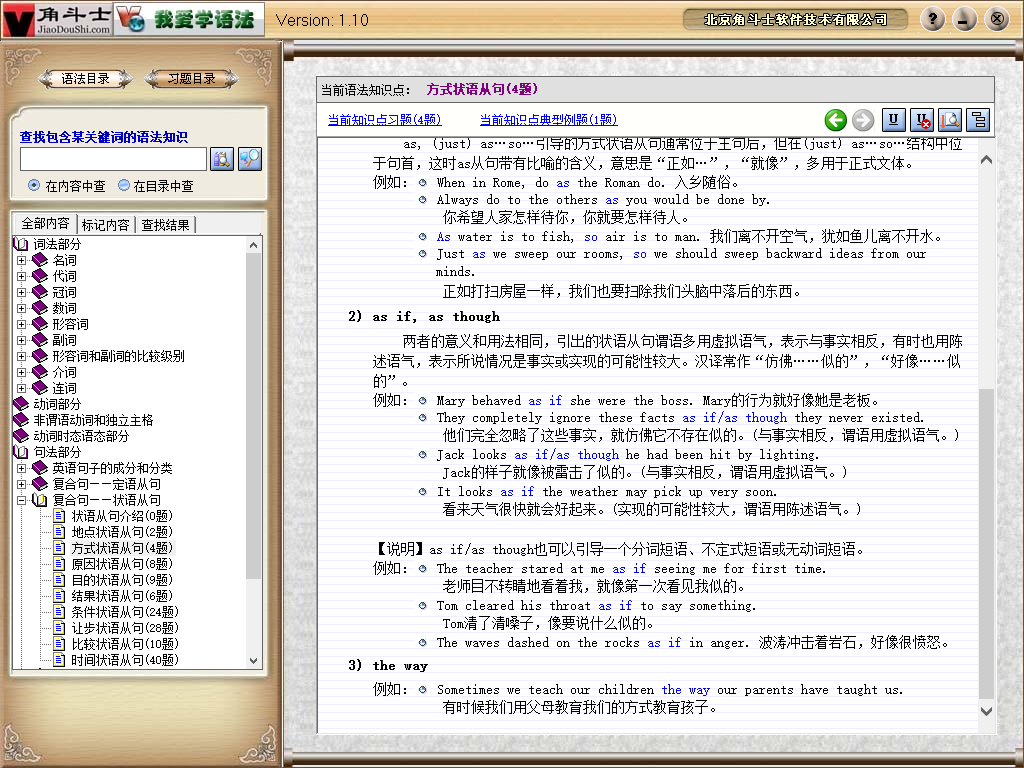 角斗士
JiaoDouShi.com
我爱学语法
Version: 1.10
北京角斗士软件技术有限公司
语法目录
习题目录
查找包含某关键词的语法知识
在内容中查
在目录中查
全部内容
标记内容
查找结果
词法部分
名词
代词
冠词
数词
形容词
副词
形容词和副词的比较级别
介词
连词
动词部分
非谓语动词和独立主格
动词时态语态部分
句法部分
英语句子的成分和分类
复合句——定语从句
复合句——状语从句
状语从句介绍(0题)
地点状语从句(2题)
方式状语从句(4题)
原因状语从句(8题)
目的状语从句(9题)
结果状语从句(6题)
条件状语从句(24题)
让步状语从句(28题)
比较状语从句(10题)
时间状语从句(40题)
当前语法知识点: 方式状语从句(4题)
当前知识点习题(4题)
当前知识点典型例题(1题)
as, (just) as…so…引导的方式状语从句通常位于主句后，但在(just) as…so…结构中位
于句首，这时as从句带有比喻的含义，意思是“正如…”，“就像”，多用于正式文体。
例如: When in Rome, do as the Roman do. 入乡随俗。
Always do to the others as you would be done by.
你希望人家怎样待你，你就要怎样待人。
As water is to fish, so air is to man. 我们离不开空气，犹如鱼儿离不开水。
Just as we sweep our rooms, so we should sweep backward ideas from our
minds.
正如打扫房屋一样，我们也要扫除我们头脑中落后的东西。
2) as if, as though
两者的意义和用法相同，引出的状语从句谓语多用虚拟语气，表示与事实相反，有时也用陈
述语气，表示所说情况是事实或实现的可能性较大。汉译常作“仿佛……似的”，“好像……似
的”。
例如: Mary behaved as if she were the boss. Mary的行为就好像她是老板。
They completely ignore these facts as if/as though they never existed.
他们完全忽略了这些事实，就仿佛它不存在似的。(与事实相反，谓语用虚拟语气。)
Jack looks as if/as though he had been hit by lighting.
Jack的样子就像被雷击了似的。(与事实相反，谓语用虚拟语气。)
It looks as if the weather may pick up very soon.
看来天气很快就会好起来。(实现的可能性较大，谓语用陈述语气。)
【说明】as if/as though也可以引导一个分词短语、不定式短语或无动词短语。
例如: The teacher stared at me as if seeing me for first time.
老师目不转睛地看着我，就像第一次看见我似的。
Tom cleared his throat as if to say something.
Tom清了清嗓子，像要说什么似的。
The waves dashed on the rocks as if in anger. 波涛冲击着岩石，好像很愤怒。
3) the way
例如: Sometimes we teach our children the way our parents have taught us.
有时候我们用父母教育我们的方式教育孩子。